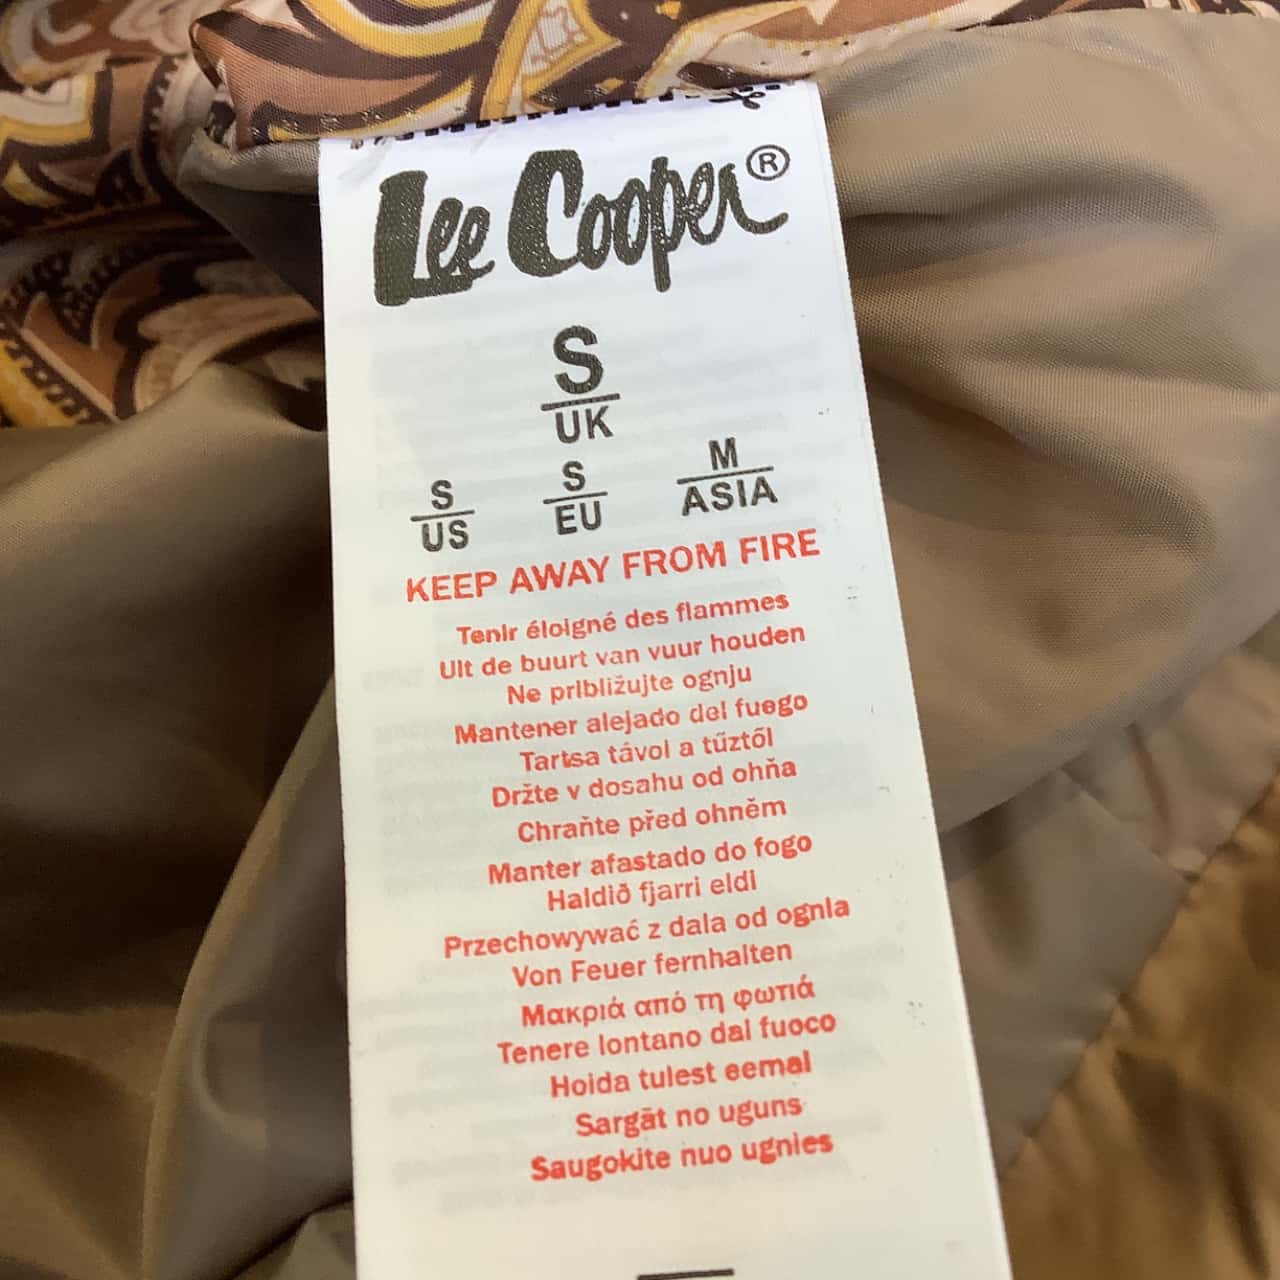 Lee Cooper®
S
UK
S S M
US EU ASIA
KEEP AWAY FROM FIRE
Tenir éloigné des flammes
Uit de buurt van vuur houden
Ne približujte ognju
Mantener alejado del fuego
Tartsa távol a tűztől
Držte v dosahu od ohňa
Chraňte před ohněm
Manter afastado do fogo
Haldið fjarri eldi
Przechowywać z dala od ognia
Von Feuer fernhalten
Μακριά από τη φωτιά
Tenere lontano dal fuoco
Hoida tulest eemal
Sargāt no uguns
Saugokite nuo ugnies